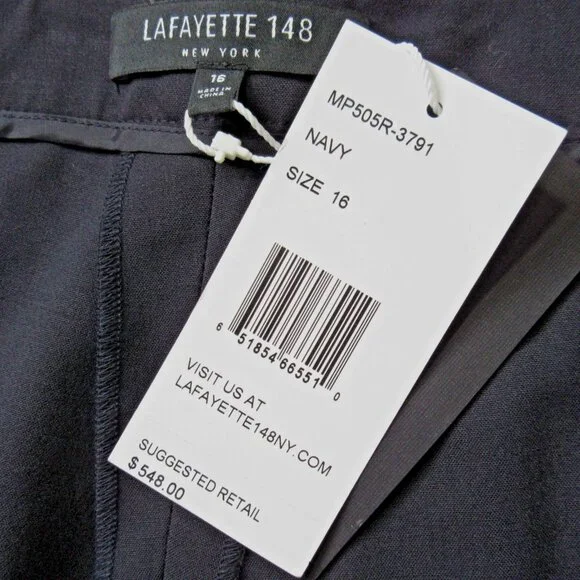 LAFAYETTE 148
NEW YORK
16
MADE IN
CHINA
MP505R-3791
NAVY
SIZE 16
6 51854 66551 0
VISIT US AT
LAFAYETTE148NY.COM
SUGGESTED RETAIL
$548.00